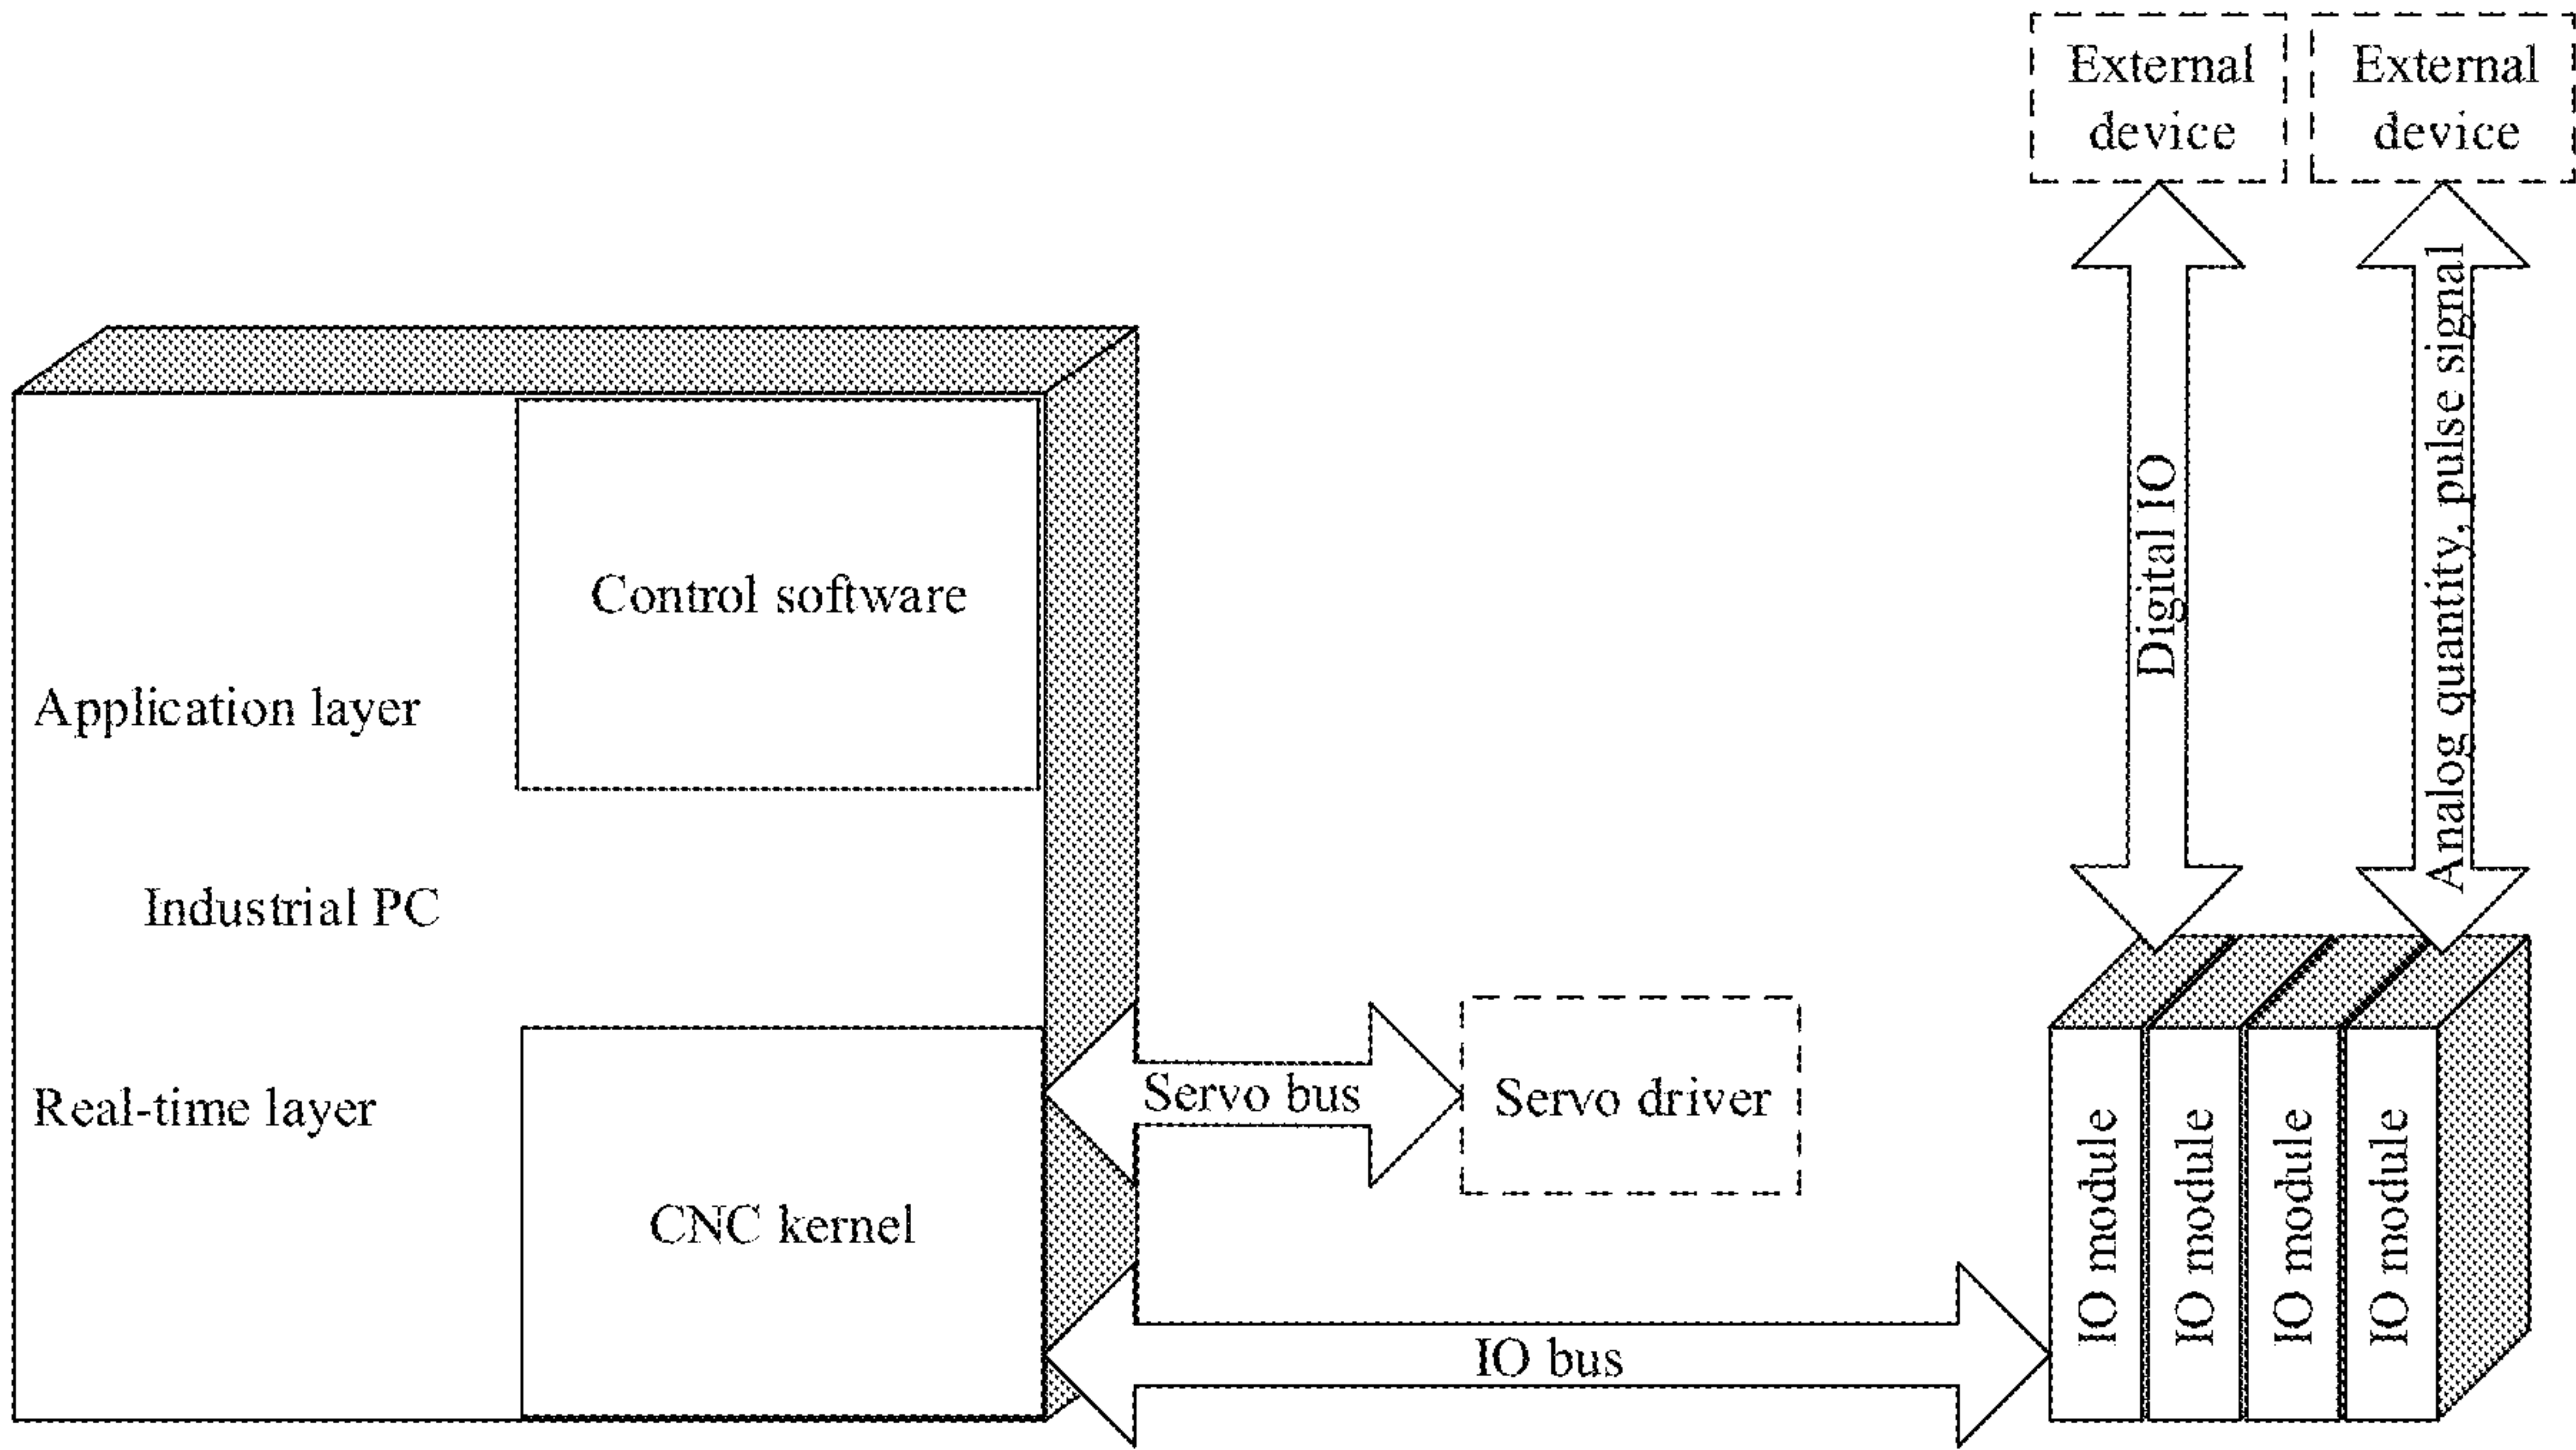 External
device
External
device
Digital IO
Analog quantity, pulse signal
Control software
Application layer
Industrial PC
Real-time layer
CNC kernel
Servo bus
Servo driver
IO bus
IO module
IO module
IO module
IO module